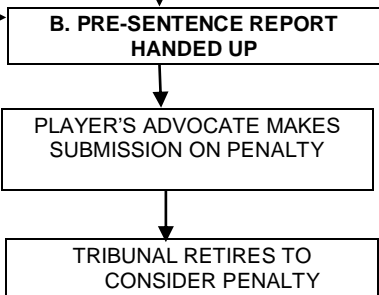 B. PRE-SENTENCE REPORT
HANDED UP
PLAYER'S ADVOCATE MAKES
SUBMISSION ON PENALTY
TRIBUNAL RETIRES TO
CONSIDER PENALTY